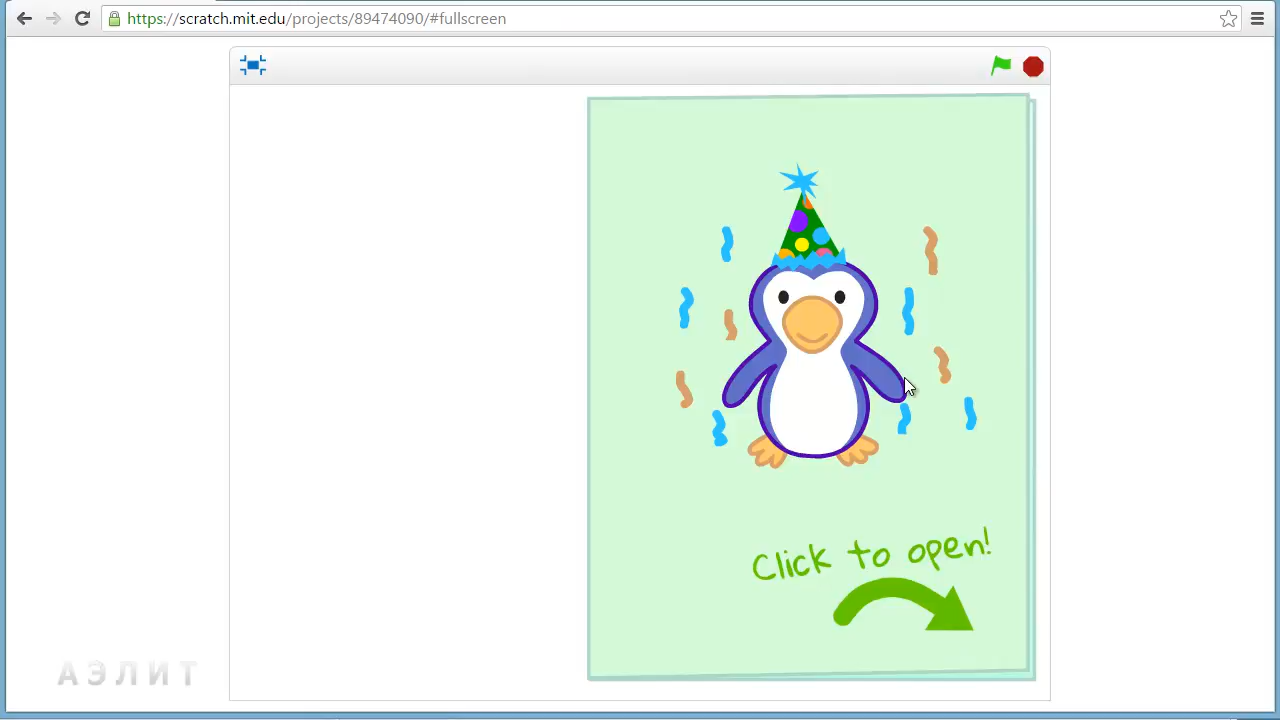 https://scratch.mit.edu/projects/89474090/#fullscreen
Click to open!
АЭЛИТ